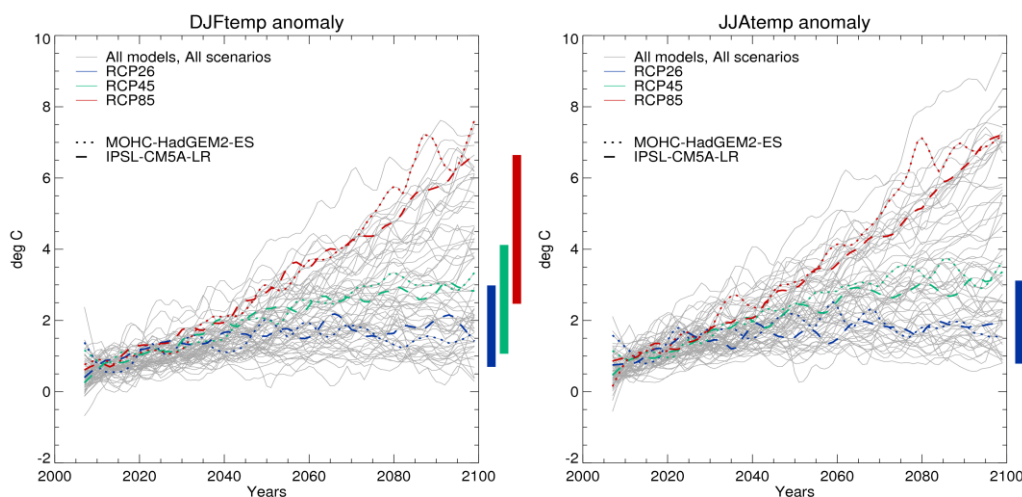 DJFtemp anomaly
10
8
6
4
2
0
-2
deg C
All models, All scenarios
RCP26
RCP45
RCP85
MOHC-HadGEM2-ES
IPSL-CM5A-LR
2000 2020 2040 2060 2080 2100
Years
JJAtemp anomaly
10
8
6
4
2
0
-2
deg C
All models, All scenarios
RCP26
RCP45
RCP85
MOHC-HadGEM2-ES
IPSL-CM5A-LR
2000 2020 2040 2060 2080 2100
Years